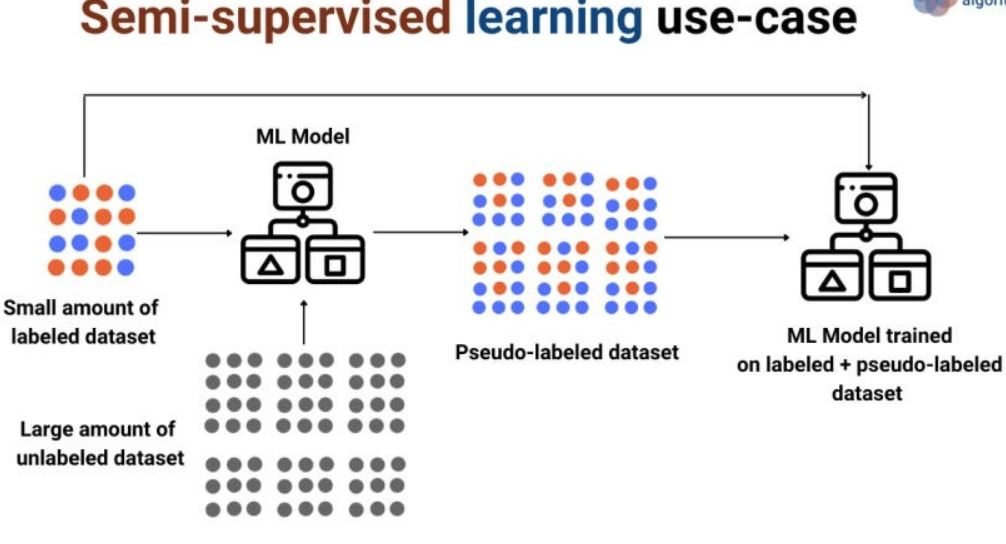 Semi-supervised learning use-case
ML Model
Small amount of
labeled dataset
Pseudo-labeled dataset
ML Model trained
on labeled + pseudo-labeled
dataset
Large amount of
unlabeled dataset